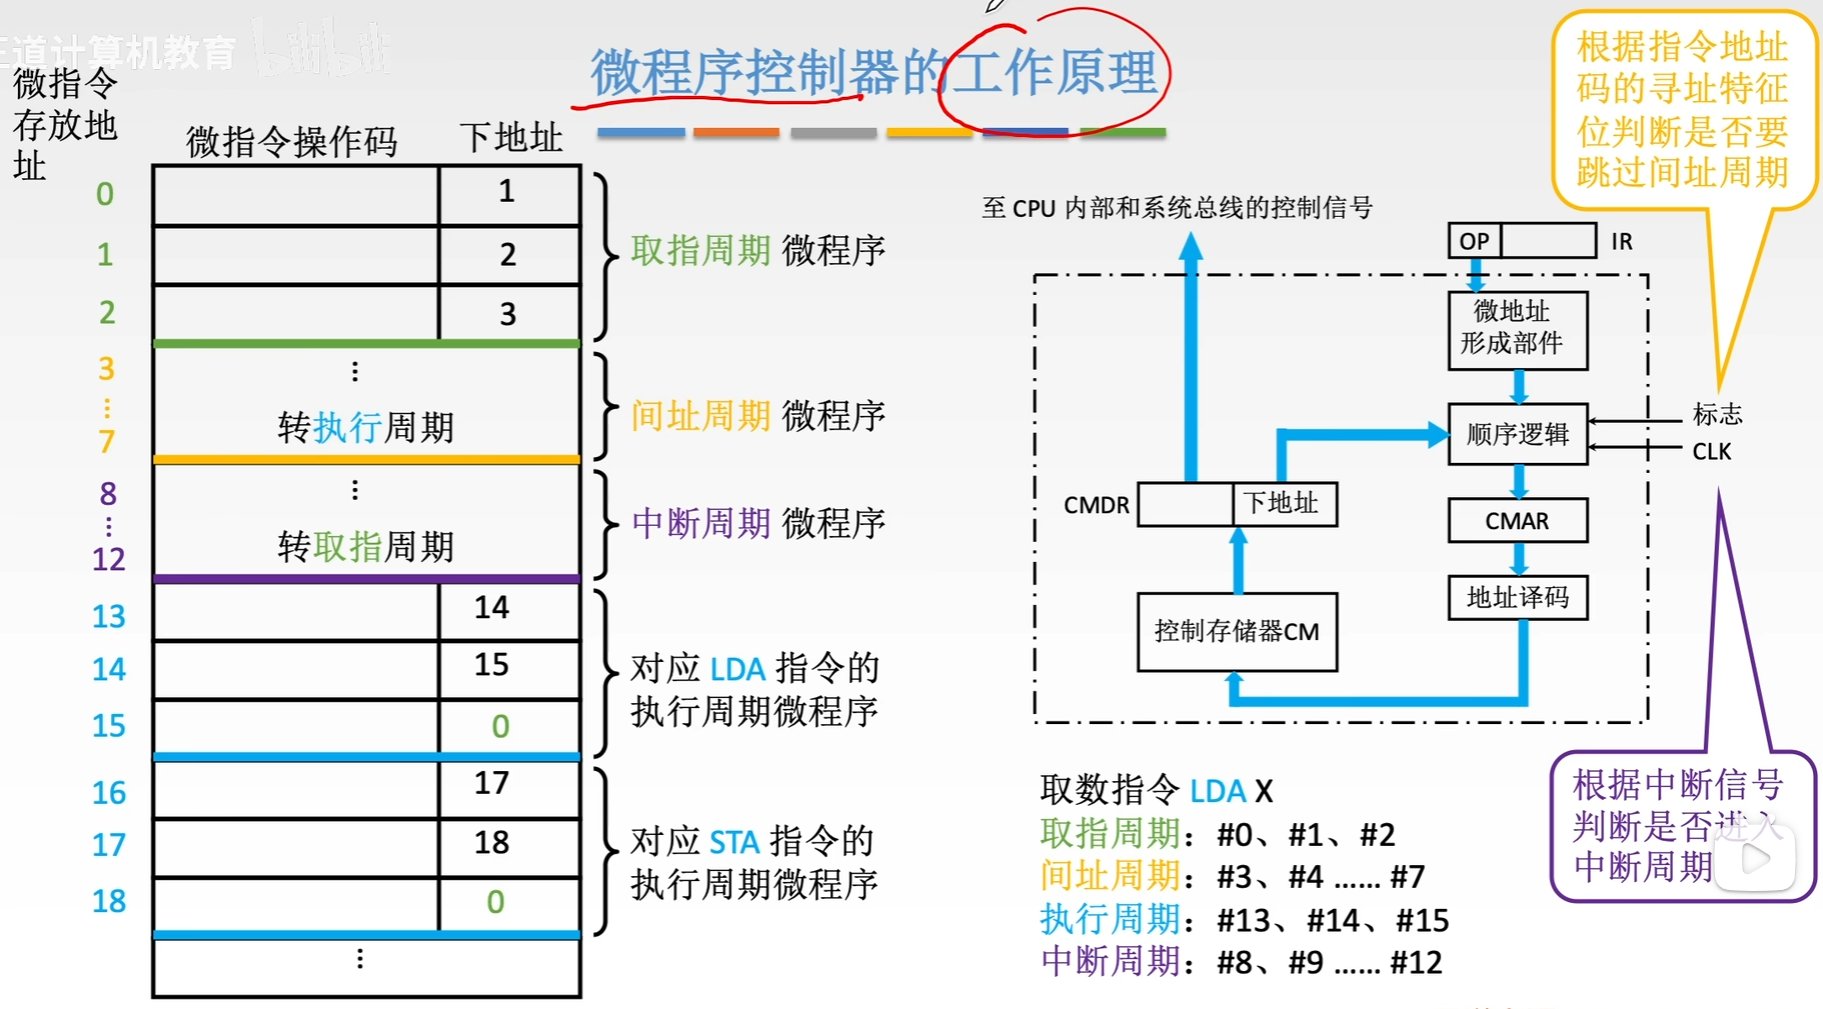 王道计算机教育 bilibili
微程序控制器的工作原理
微指令
存放地
址
微指令操作码 下地址
0 1
1 2
2 3
取指周期 微程序
3
⋮
7
⋮
转执行周期
间址周期 微程序
8
⋮
12
⋮
转取指周期
中断周期 微程序
13 14
14 15
15 0
对应 LDA 指令的
执行周期微程序
16 17
17 18
18 0
对应 STA 指令的
执行周期微程序
⋮
根据指令地址
码的寻址特征
位判断是否要
跳过间址周期
至 CPU 内部和系统总线的控制信号
OP IR
微地址
形成部件
顺序逻辑
标志
CLK
CMDR 下地址
CMAR
地址译码
控制存储器CM
取数指令 LDA X
取指周期：#0、#1、#2
间址周期：#3、#4 …… #7
执行周期：#13、#14、#15
中断周期：#8、#9 …… #12
根据中断信号
判断是否进入
中断周期